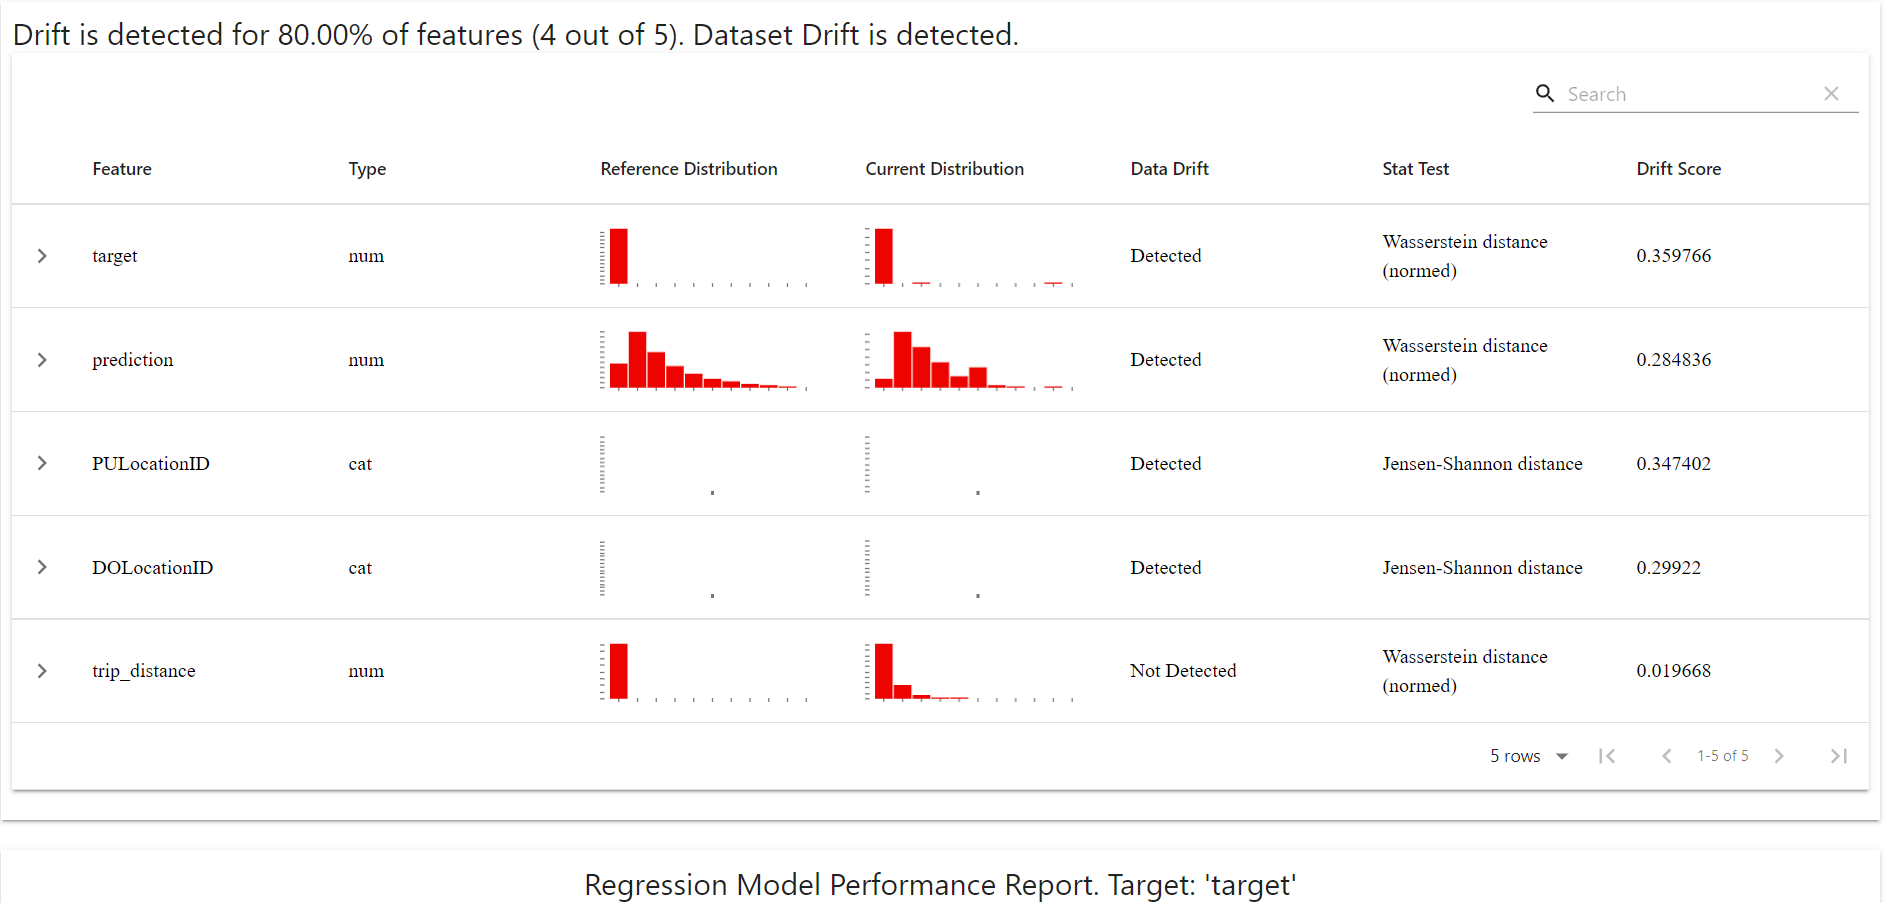 Drift is detected for 80.00% of features (4 out of 5). Dataset Drift is detected.
Search
Feature Type Reference Distribution Current Distribution Data Drift Stat Test Drift Score
target num Detected Wasserstein distance (normed) 0.359766
prediction num Detected Wasserstein distance (normed) 0.284836
PULocationID cat Detected Jensen-Shannon distance 0.347402
DOLocationID cat Detected Jensen-Shannon distance 0.29922
trip_distance num Not Detected Wasserstein distance (normed) 0.019668
5 rows 1-5 of 5
Regression Model Performance Report. Target: 'target'